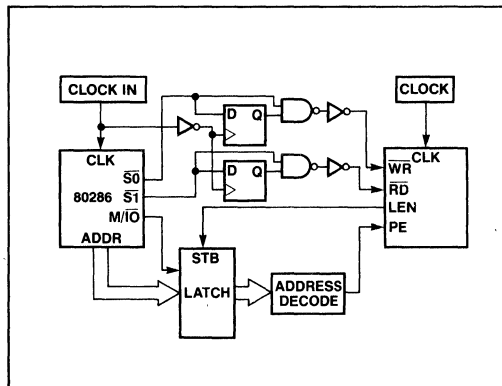 CLOCK IN
CLOCK
D Q
CLK
CLK
S0
WR
80286 S1
D Q
RD
M/IO
LEN
ADDR
PE
STB
LATCH
ADDRESS
DECODE